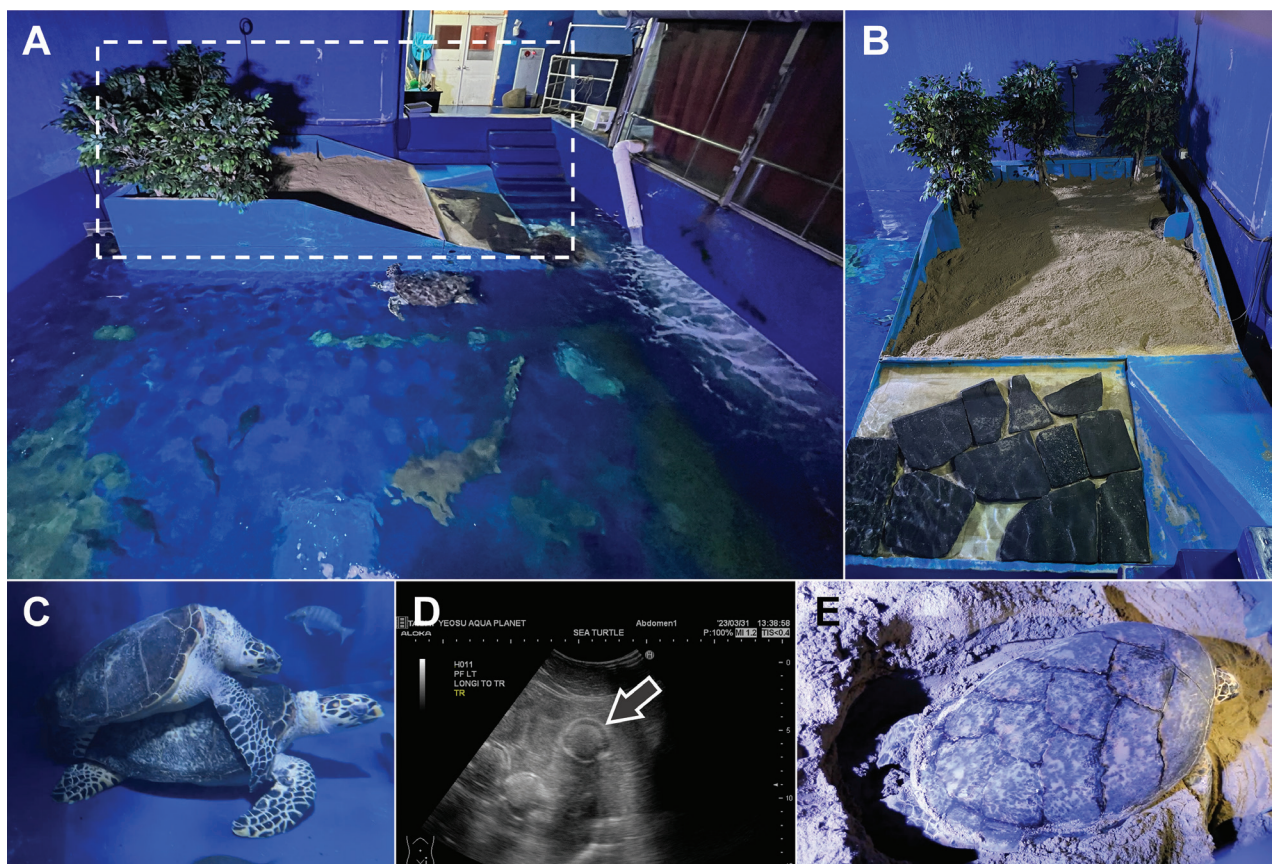 A
B
C
D
YEOSU AQUA PLANET
Abdomen1
'23/03/31 13:38:58
ALOKA
SEA TURTLE
P:100% MI 1.2 TIS<0.4
H011
PF LT
LONGI TO TR
TR
0
5
10
E